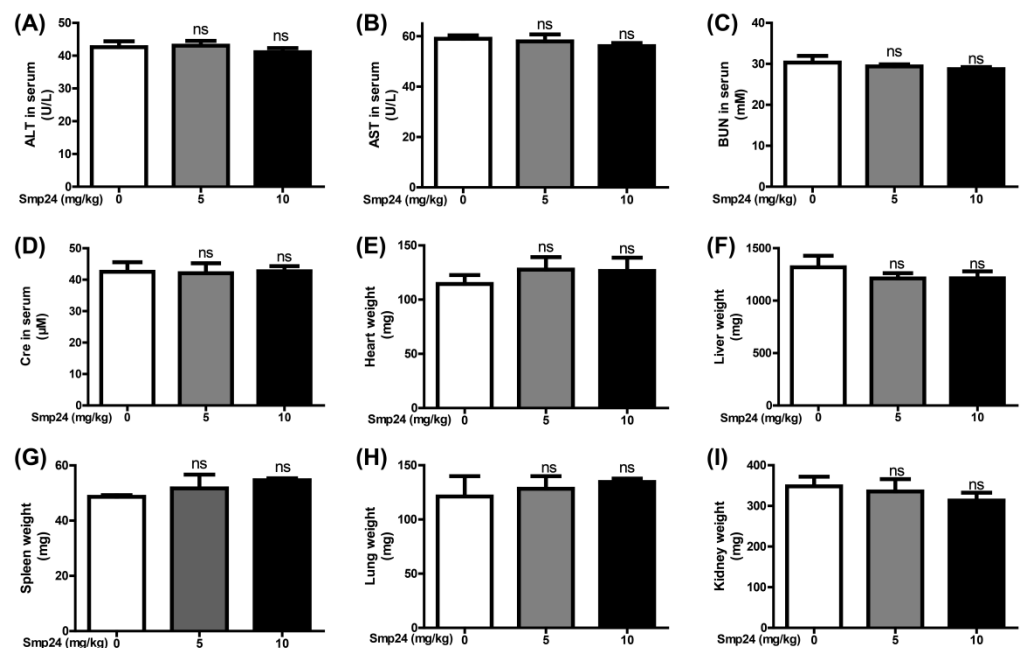 (A)
ALT in serum
(U/L)
50
40
30
20
10
0
ns
ns
Smp24 (mg/kg) 0 5 10
(B)
AST in serum
(U/L)
60
40
20
0
ns
ns
Smp24 (mg/kg) 0 5 10
(C)
BUN in serun
(mM)
40
30
20
10
0
ns
ns
Smp24 (mg/kg) 0 5 10
(D)
Cre in serum
(μM)
50
40
30
20
10
0
ns
ns
Smp24 (mg/kg) 0 5 10
(E)
Heart weight
(mg)
150
100
50
0
ns
ns
Smp24 (mg/kg) 0 5 10
(F)
Liver weight
(mg)
1500
1000
500
0
ns
ns
Smp24 (mg/kg) 0 5 10
(G)
Spleen weight
(mg)
60
40
20
0
ns
ns
Smp24 (mg/kg) 0 5 10
(H)
Lung weight
(mg)
150
100
50
0
ns
ns
Smp24 (mg/kg) 0 5 10
(I)
Kidney weight
(mg)
400
300
200
100
0
ns
ns
Smp24 (mg/kg) 0 5 10